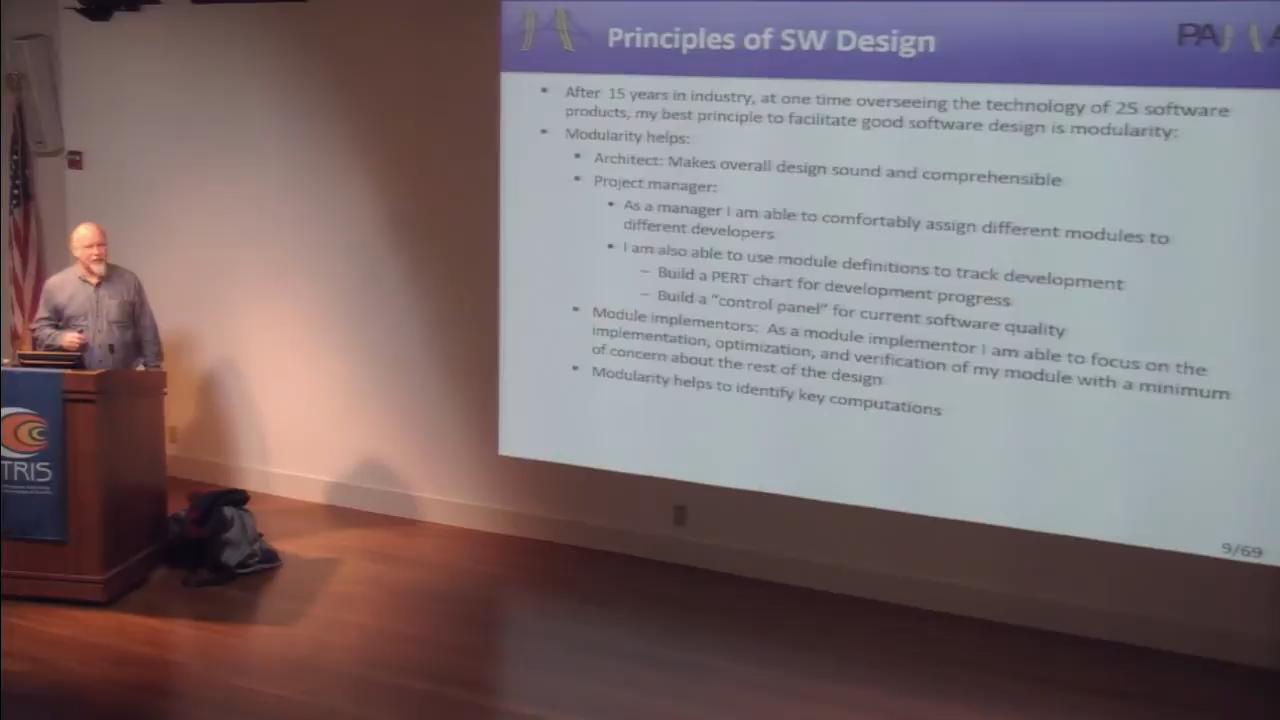 Principles of SW Design
PA
After 15 years in industry, at one time overseeing the technology of 25 software
products, my best principle to facilitate good software design is modularity:
Modularity helps:
Architect: Makes overall design sound and comprehensible
Project manager:
As a manager I am able to comfortably assign different modules to
different developers
I am also able to use module definitions to track development
– Build a PERT chart for development progress
– Build a “control panel” for current software quality
Module implementors: As a module implementor I am able to focus on the
implementation, optimization, and verification of my module with a minimum
of concern about the rest of the design
Modularity helps to identify key computations
9/69
TRIS